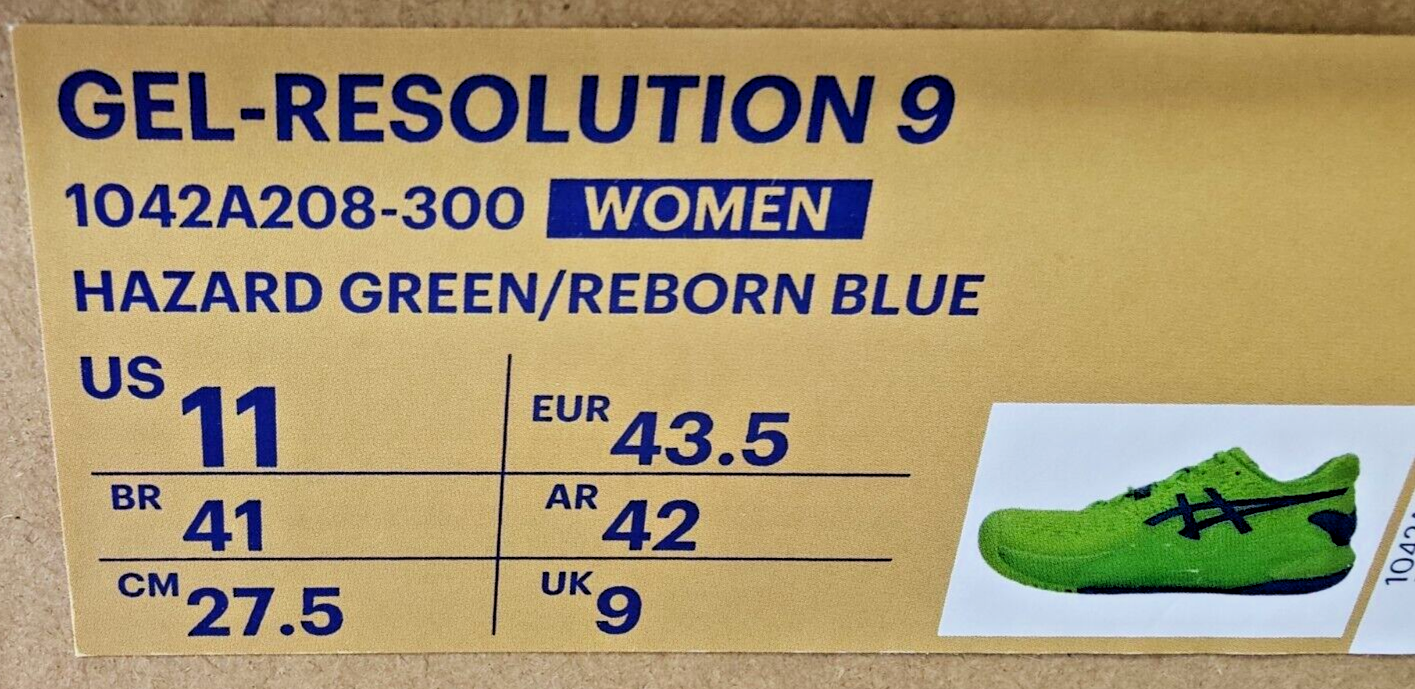 GEL-RESOLUTION 9
1042A208-300 WOMEN
HAZARD GREEN/REBORN BLUE
US 11 EUR 43.5
BR 41 AR 42
CM 27.5 UK 9
1042